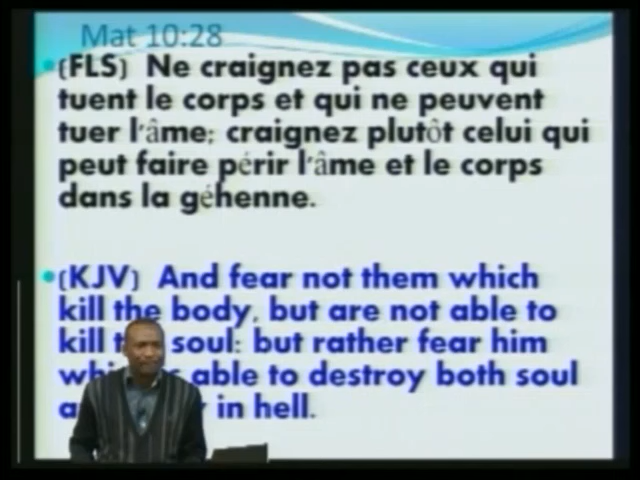 Mat 10:28
(FLS) Ne craignez pas ceux qui
tuent le corps et qui ne peuvent
tuer l'âme; craignez plutôt celui qui
peut faire périr l'âme et le corps
dans la géhenne.
(KJV) And fear not them which
kill the body, but are not able to
kill soul: but rather fear him
able to destroy both soul
in hell.